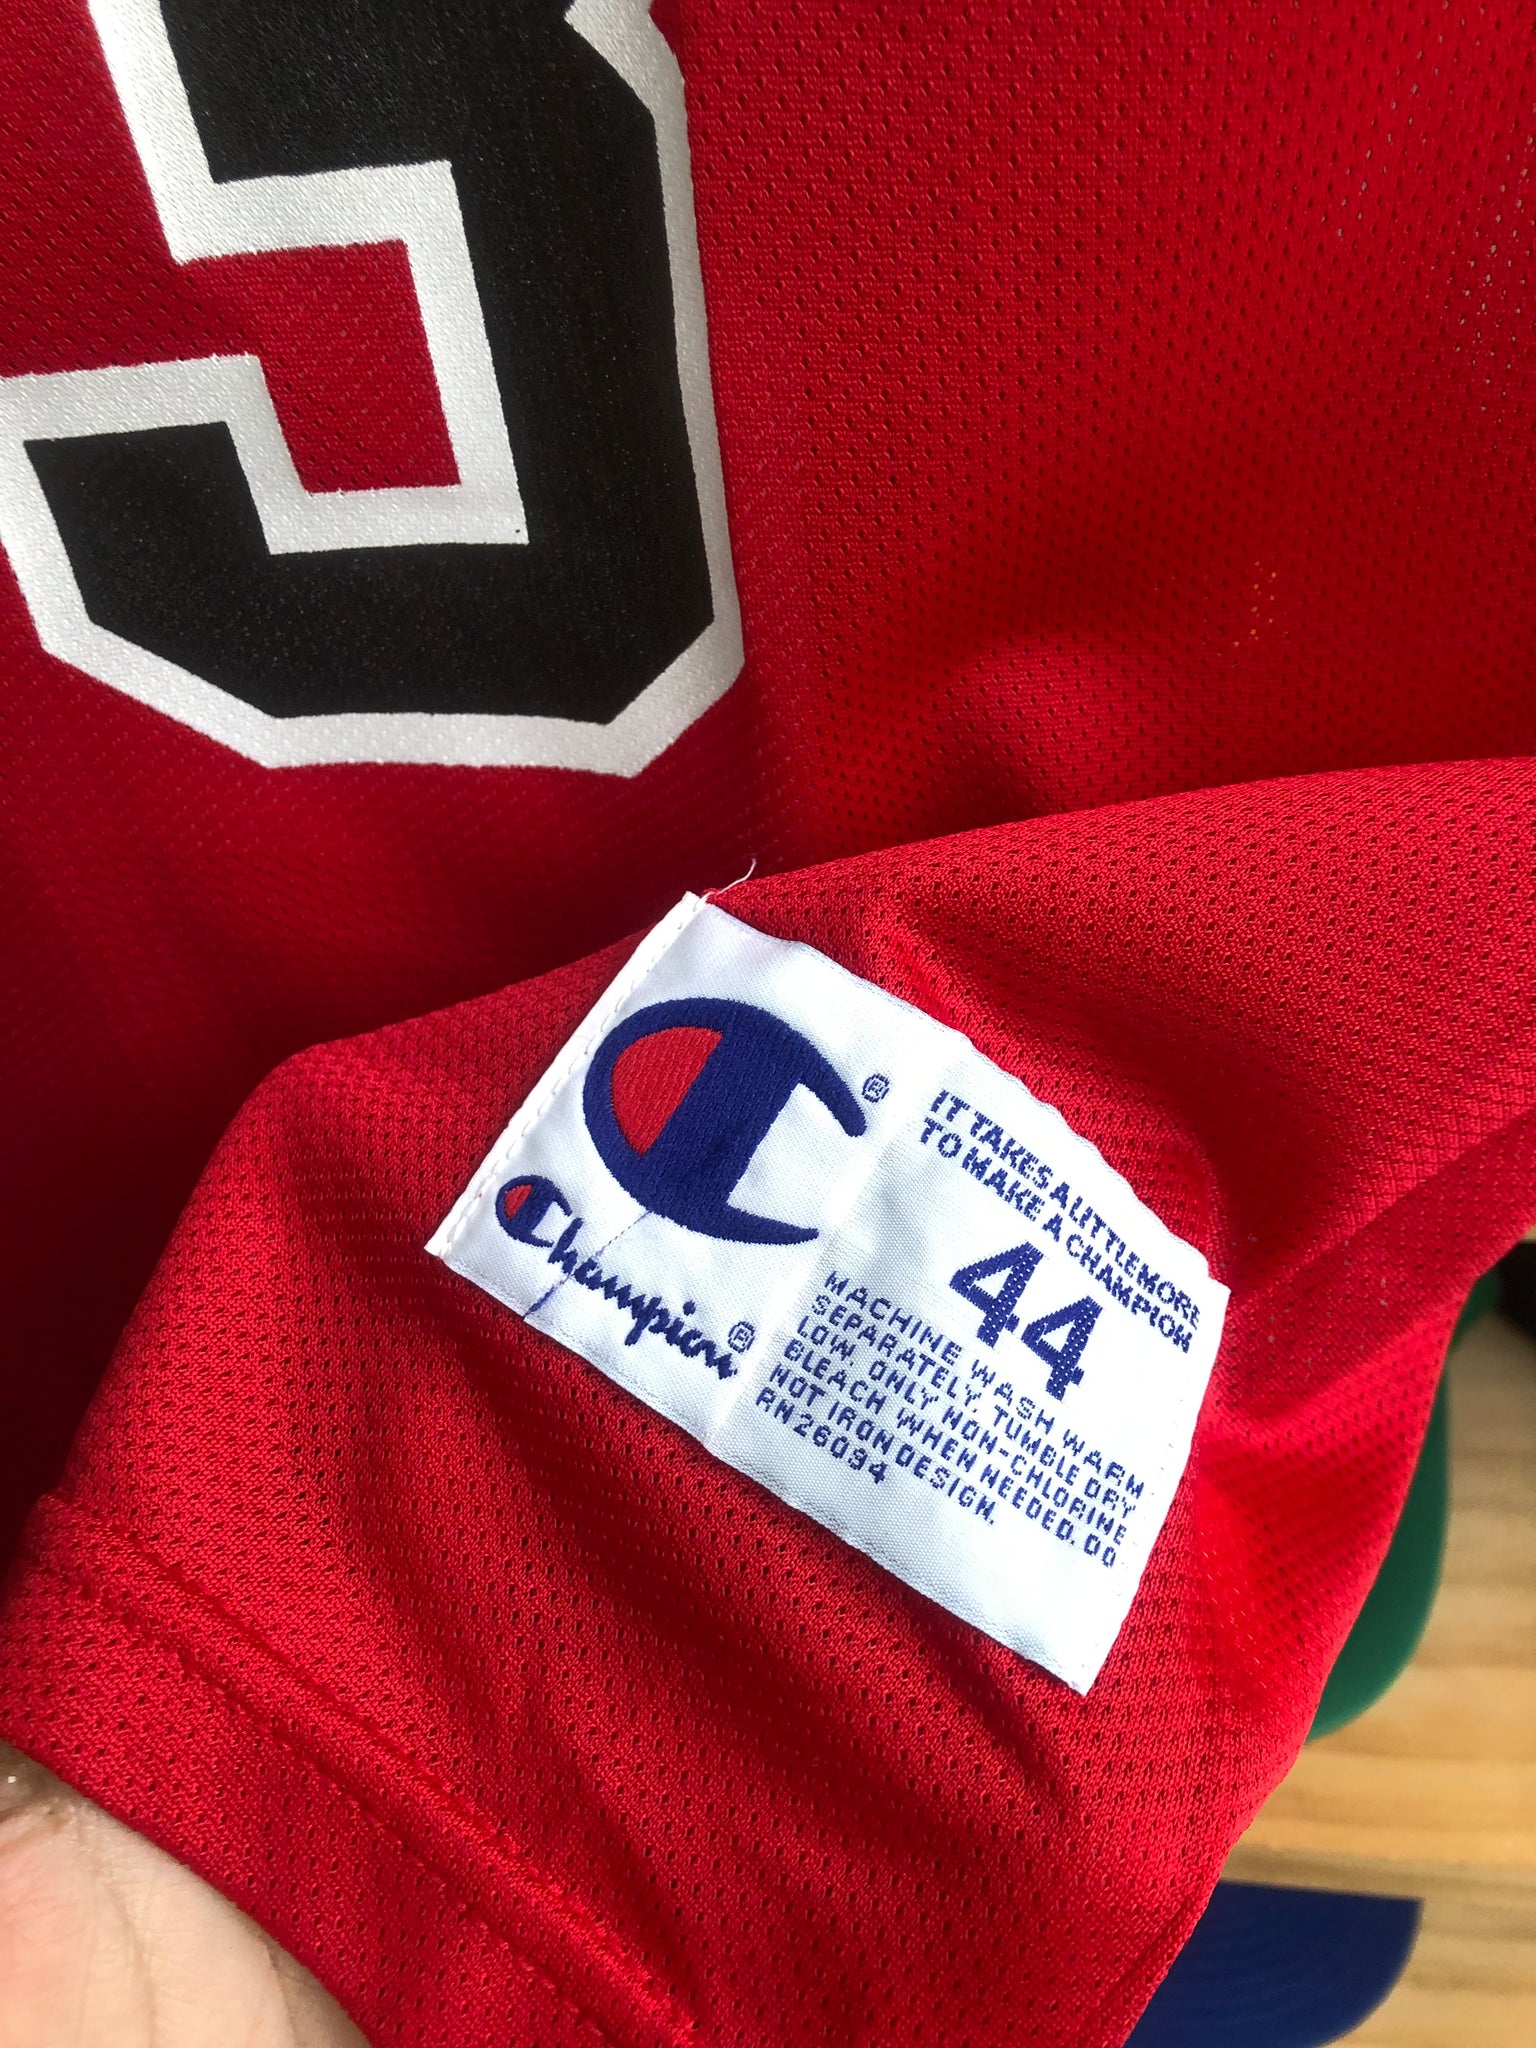 3
Champion®
®
IT TAKES A LITTLE MORE
TO MAKE A CHAMPION
44
MACHINE WASH WARM
SEPARATELY. TUMBLE DRY
LOW. ONLY NON-CHLORINE
BLEACH WHEN NEEDED. DO
NOT IRON DESIGN.
RN26094